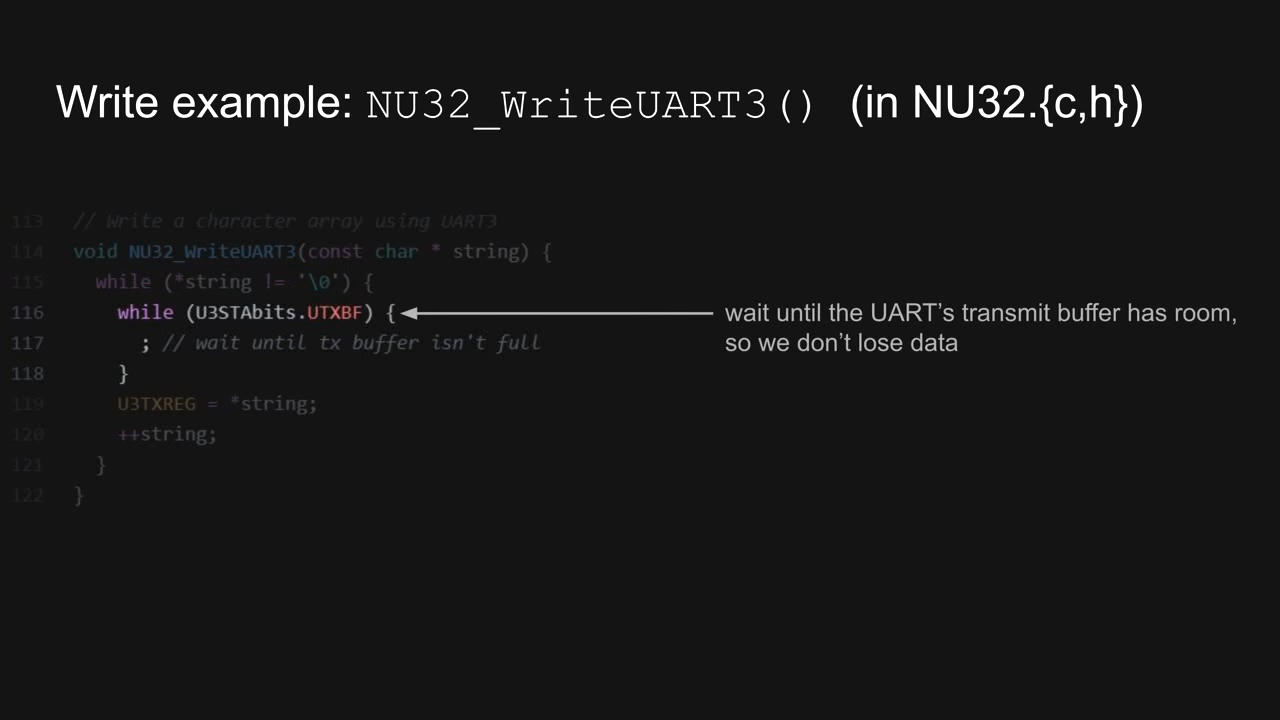 Write example: NU32_WriteUART3() (in NU32.{c,h})
113 // Write a character array using UART3
114 void NU32_WriteUART3(const char * string) {
115 while (*string != '\0') {
116 while (U3STAbits.UTXBF) {
117 ; // wait until tx buffer isn't full
118 }
119 U3TXREG = *string;
120 ++string;
121 }
122 }
wait until the UART’s transmit buffer has room,
so we don’t lose data